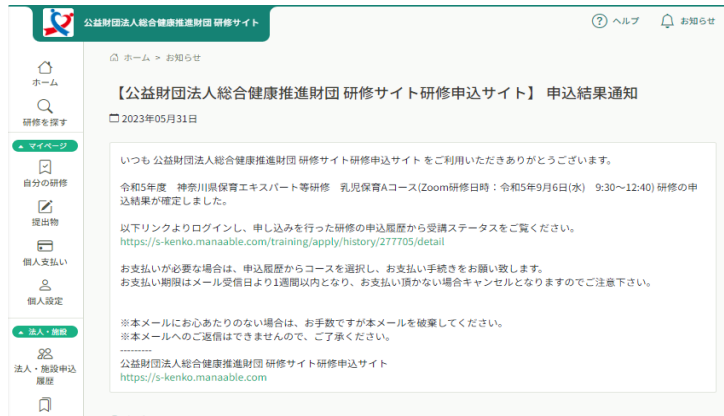 公益財団法人総合健康推進財団 研修サイト
ヘルプ
お知らせ
ホーム
研修を探す
マイページ
自分の研修
提出物
個人支払い
個人設定
法人・施設
法人・施設申込
履歴
ホーム > お知らせ
【公益財団法人総合健康推進財団 研修サイト研修申込サイト】 申込結果通知
2023年05月31日
いつも 公益財団法人総合健康推進財団 研修サイト研修申込サイト をご利用いただきありがとうございます。
令和5年度　神奈川県保育エキスパート等研修　乳児保育Aコース(Zoom研修日時：令和5年9月6日(水)　9:30～12:40) 研修の申
込結果が確定しました。
以下リンクよりログインし、申し込みを行った研修の申込履歴から受講ステータスをご覧ください。
https://s-kenko.manaable.com/training/apply/history/277705/detail
お支払いが必要な場合は、申込履歴からコースを選択し、お支払い手続きをお願い致します。
お支払い期限はメール受信日より1週間以内となり、お支払い頂かない場合キャンセルとなりますのでご注意下さい。
※本メールにお心あたりのない場合は、お手数ですが本メールを破棄してください。
※本メールへのご返信はできませんので、ご了承ください。
---------
公益財団法人総合健康推進財団 研修サイト研修申込サイト
https://s-kenko.manaable.com